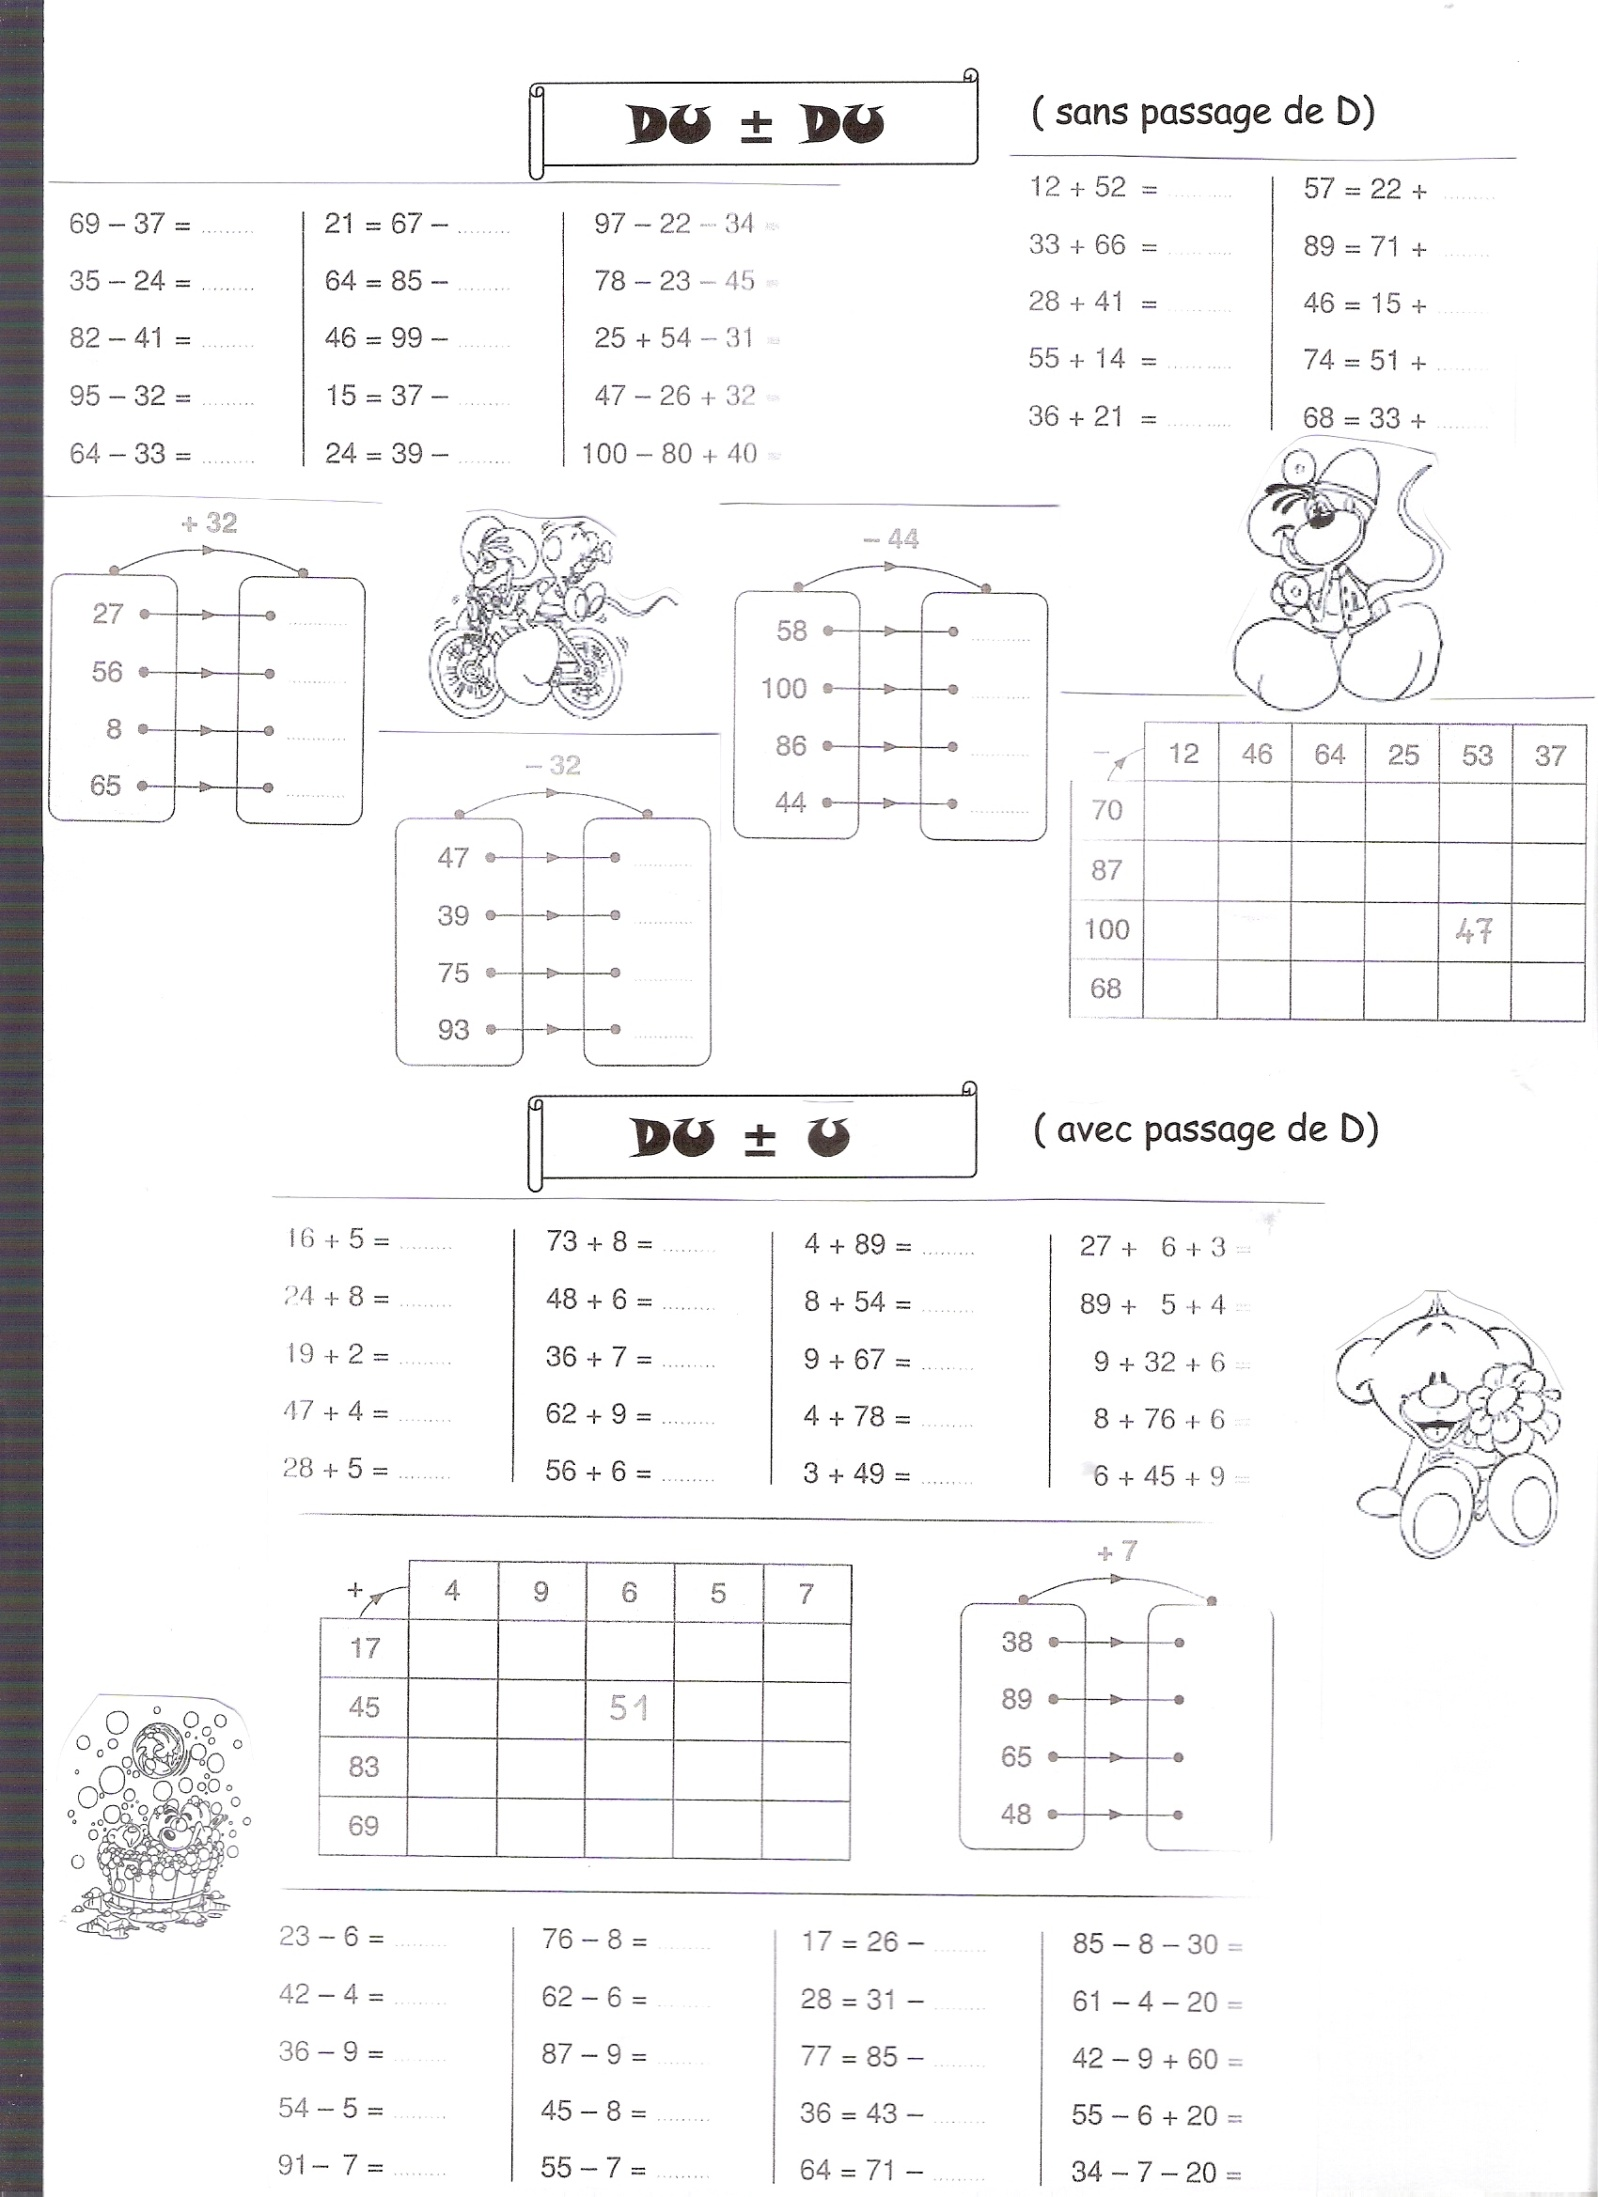 DU ± DU
( sans passage de D)
69 – 37 = ........
35 – 24 = ........
82 – 41 = ........
95 – 32 = ........
64 – 33 = ........
21 = 67 – ........
64 = 85 – ........
46 = 99 – ........
15 = 37 – ........
24 = 39 – ........
97 – 22 – 34 =
78 – 23 – 45 =
25 + 54 – 31 =
47 – 26 + 32 =
100 – 80 + 40 =
12 + 52 = ........
33 + 66 = ........
28 + 41 = ........
55 + 14 = ........
36 + 21 = ........
57 = 22 + ........
89 = 71 + ........
46 = 15 + ........
74 = 51 + ........
68 = 33 + ........
+ 32
27 ........
56 ........
8 ........
65 ........
– 32
47 ........
39 ........
75 ........
93 ........
– 44
58 ........
100 ........
86 ........
44 ........
– 12 46 64 25 53 37
70
87
100 47
68
DU ± U
( avec passage de D)
16 + 5 = ........
24 + 8 = ........
19 + 2 = ........
47 + 4 = ........
28 + 5 = ........
73 + 8 = ........
48 + 6 = ........
36 + 7 = ........
62 + 9 = ........
56 + 6 = ........
4 + 89 = ........
8 + 54 = ........
9 + 67 = ........
4 + 78 = ........
3 + 49 = ........
27 + 6 + 3 =
89 + 5 + 4 =
9 + 32 + 6 =
8 + 76 + 6 =
6 + 45 + 9 =
+ 4 9 6 5 7
17
45 51
83
69
+ 7
38
89
65
48
23 – 6 = ........
42 – 4 = ........
36 – 9 = ........
54 – 5 = ........
91 – 7 = ........
76 – 8 = ........
62 – 6 = ........
87 – 9 = ........
45 – 8 = ........
55 – 7 = ........
17 = 26 – ........
28 = 31 – ........
77 = 85 – ........
36 = 43 – ........
64 = 71 – ........
85 – 8 – 30 =
61 – 4 – 20 =
42 – 9 + 60 =
55 – 6 + 20 =
34 – 7 – 20 =